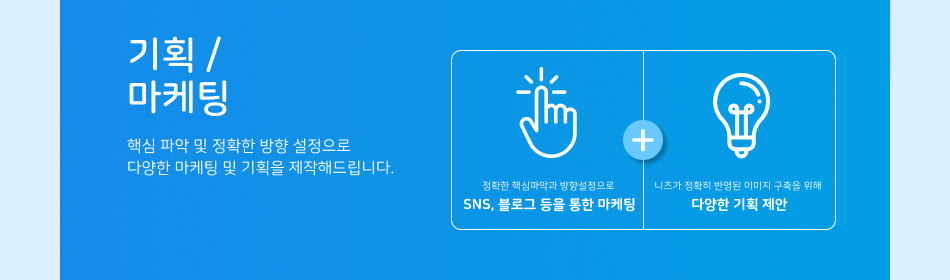 기획 /
마케팅
핵심 파악 및 정확한 방향 설정으로
다양한 마케팅 및 기획을 제작해드립니다.
정확한 핵심파악과 방향설정으로
SNS, 블로그 등을 통한 마케팅
니즈가 정확히 반영된 이미지 구축을 위해
다양한 기획 제안